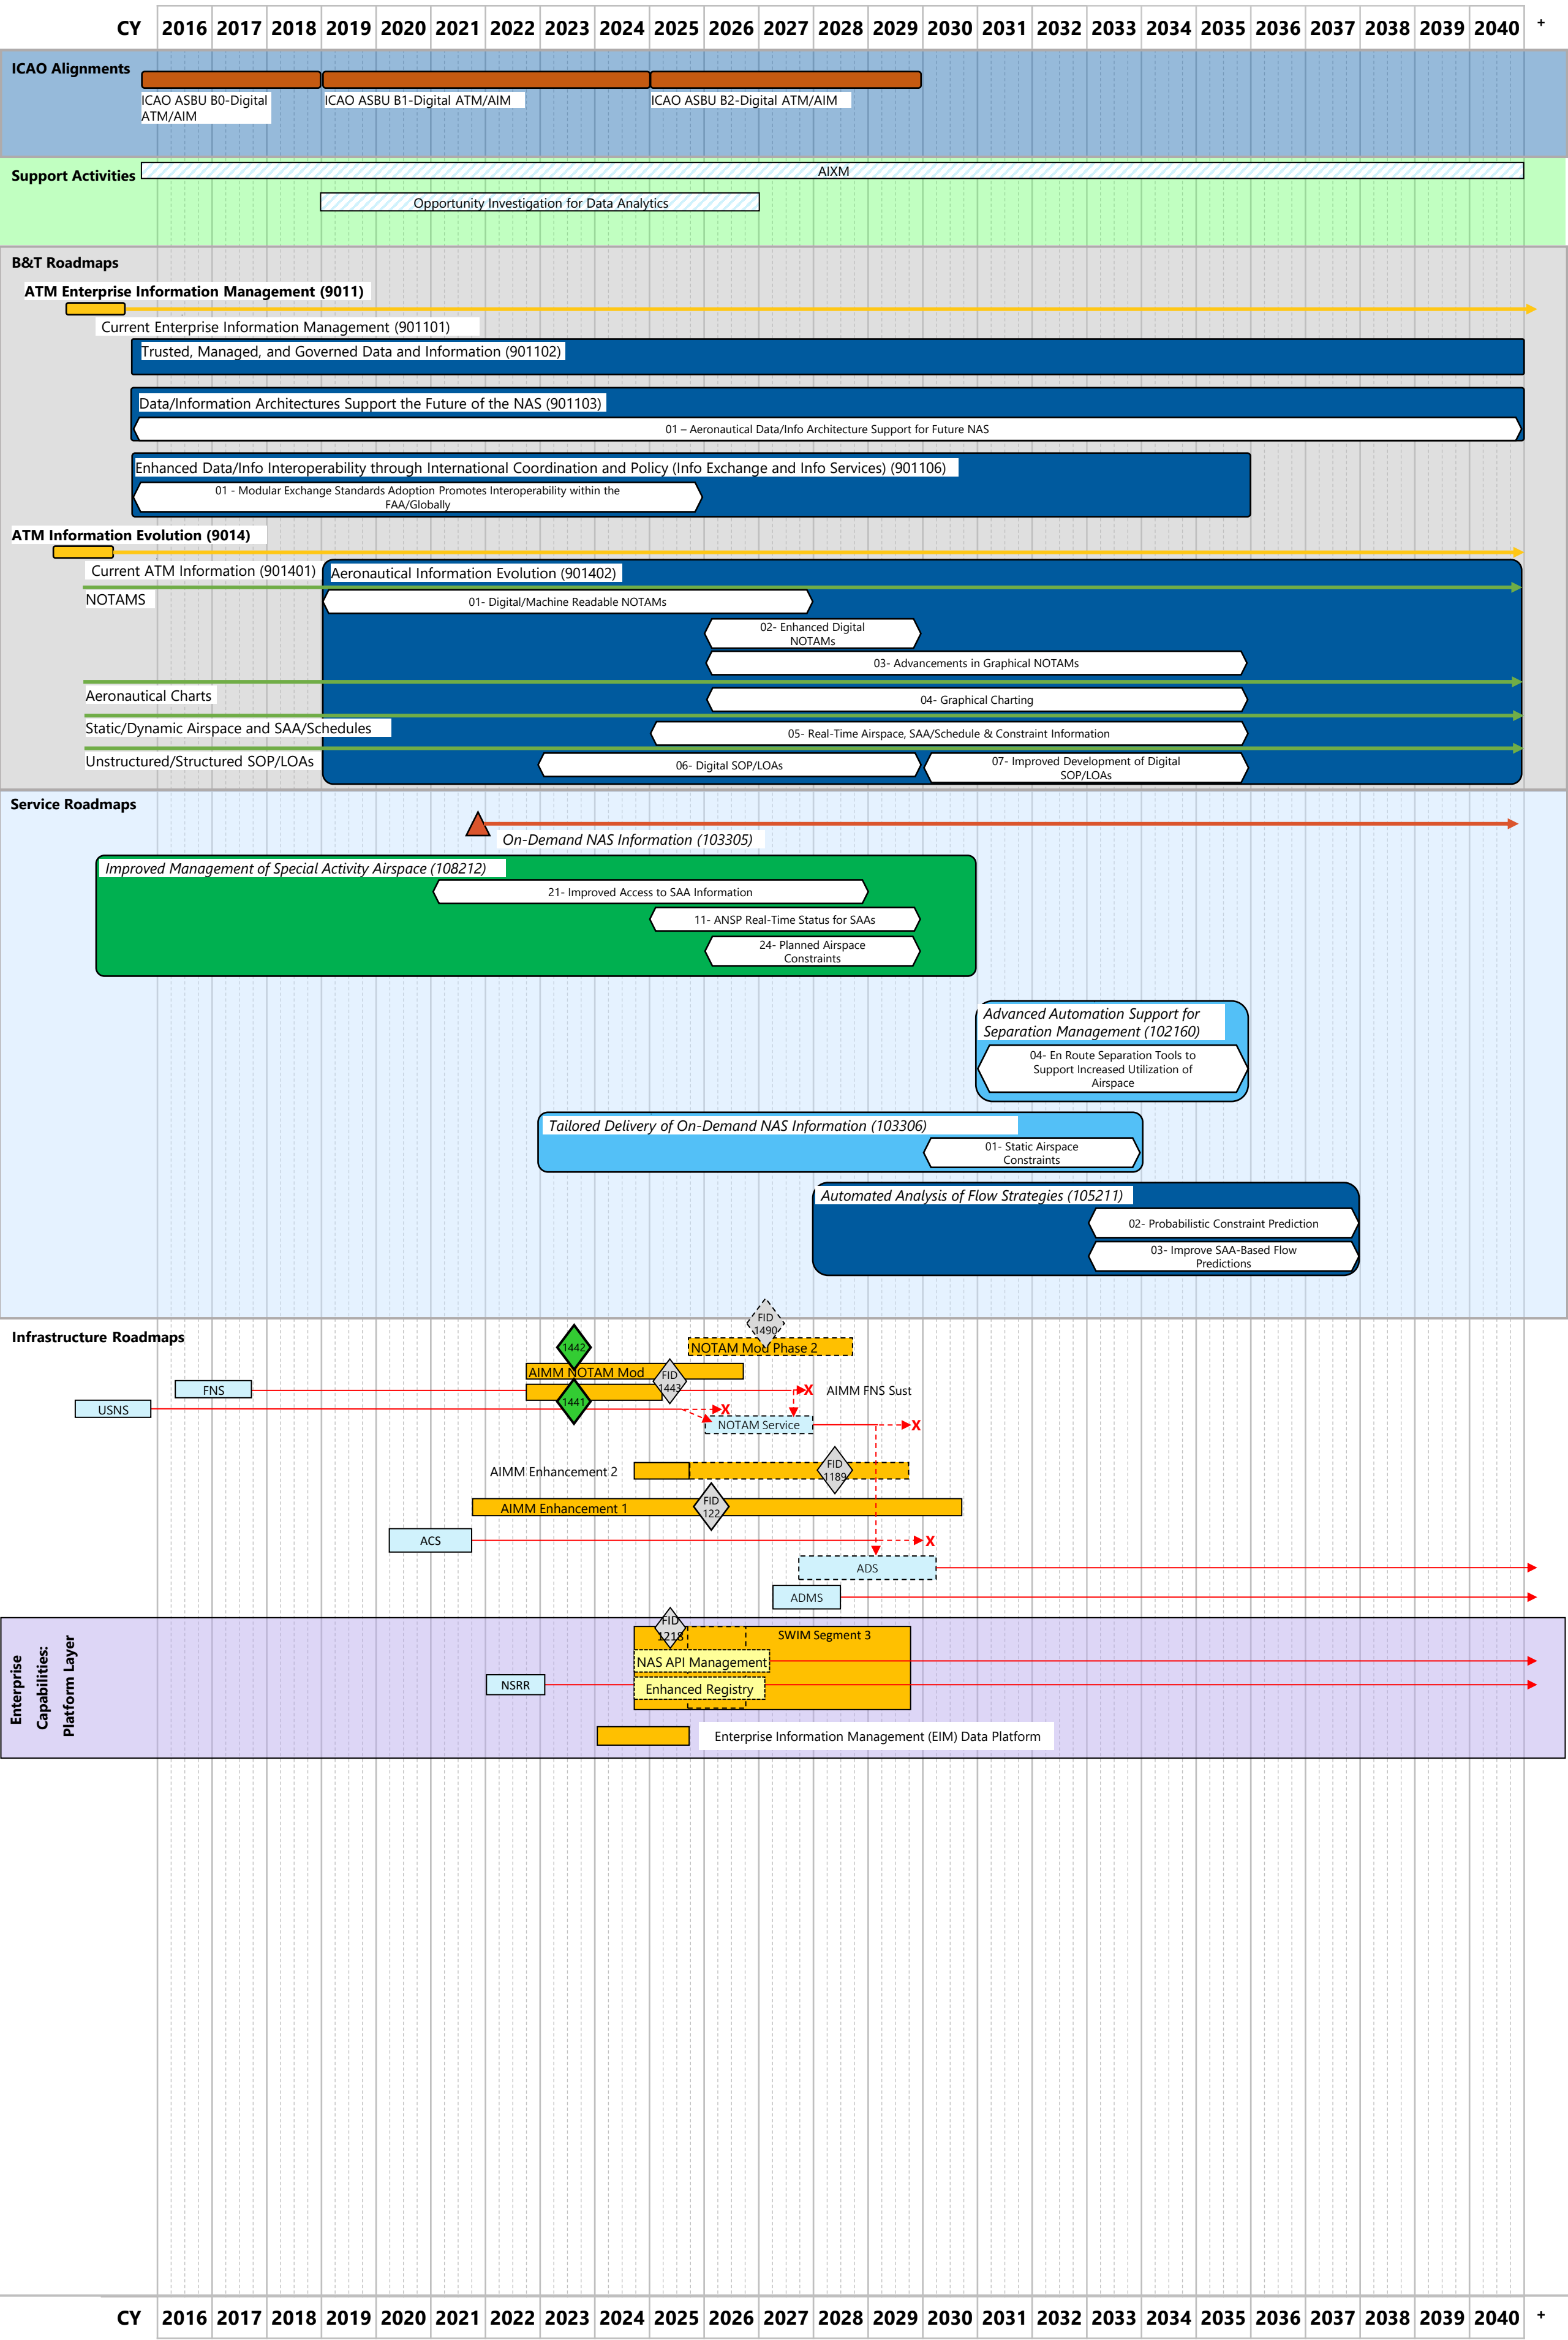 CY 2016 2017 2018 2019 2020 2021 2022 2023 2024 2025 2026 2027 2028 2029 2030 2031 2032 2033 2034 2035 2036 2037 2038 2039 2040 +
ICAO Alignments
ICAO ASBU B0-Digital
ATM/AIM
ICAO ASBU B1-Digital ATM/AIM
ICAO ASBU B2-Digital ATM/AIM
Support Activities
AIXM
Opportunity Investigation for Data Analytics
B&T Roadmaps
ATM Enterprise Information Management (9011)
Current Enterprise Information Management (901101)
Trusted, Managed, and Governed Data and Information (901102)
Data/Information Architectures Support the Future of the NAS (901103)
01 – Aeronautical Data/Info Architecture Support for Future NAS
Enhanced Data/Info Interoperability through International Coordination and Policy (Info Exchange and Info Services) (901106)
01 - Modular Exchange Standards Adoption Promotes Interoperability within the
FAA/Globally
ATM Information Evolution (9014)
Current ATM Information (901401)
Aeronautical Information Evolution (901402)
NOTAMS
01- Digital/Machine Readable NOTAMs
02- Enhanced Digital
NOTAMs
03- Advancements in Graphical NOTAMs
Aeronautical Charts
04- Graphical Charting
Static/Dynamic Airspace and SAA/Schedules
05- Real-Time Airspace, SAA/Schedule & Constraint Information
Unstructured/Structured SOP/LOAs
06- Digital SOP/LOAs
07- Improved Development of Digital
SOP/LOAs
Service Roadmaps
On-Demand NAS Information (103305)
Improved Management of Special Activity Airspace (108212)
21- Improved Access to SAA Information
11- ANSP Real-Time Status for SAAs
24- Planned Airspace
Constraints
Advanced Automation Support for
Separation Management (102160)
04- En Route Separation Tools to
Support Increased Utilization of
Airspace
Tailored Delivery of On-Demand NAS Information (103306)
01- Static Airspace
Constraints
Automated Analysis of Flow Strategies (105211)
02- Probabilistic Constraint Prediction
03- Improve SAA-Based Flow
Predictions
Infrastructure Roadmaps
FID
1490
1442
NOTAM Mod Phase 2
AIMM NOTAM Mod
FID
1443
FNS
X
AIMM FNS Sust
1441
USNS
X
NOTAM Service
X
AIMM Enhancement 2
FID
1189
AIMM Enhancement 1
FID
122
ACS
X
ADS
ADMS
Enterprise
Capabilities:
Platform Layer
FID
1218
SWIM Segment 3
NAS API Management
NSRR
Enhanced Registry
Enterprise Information Management (EIM) Data Platform
CY 2016 2017 2018 2019 2020 2021 2022 2023 2024 2025 2026 2027 2028 2029 2030 2031 2032 2033 2034 2035 2036 2037 2038 2039 2040 +